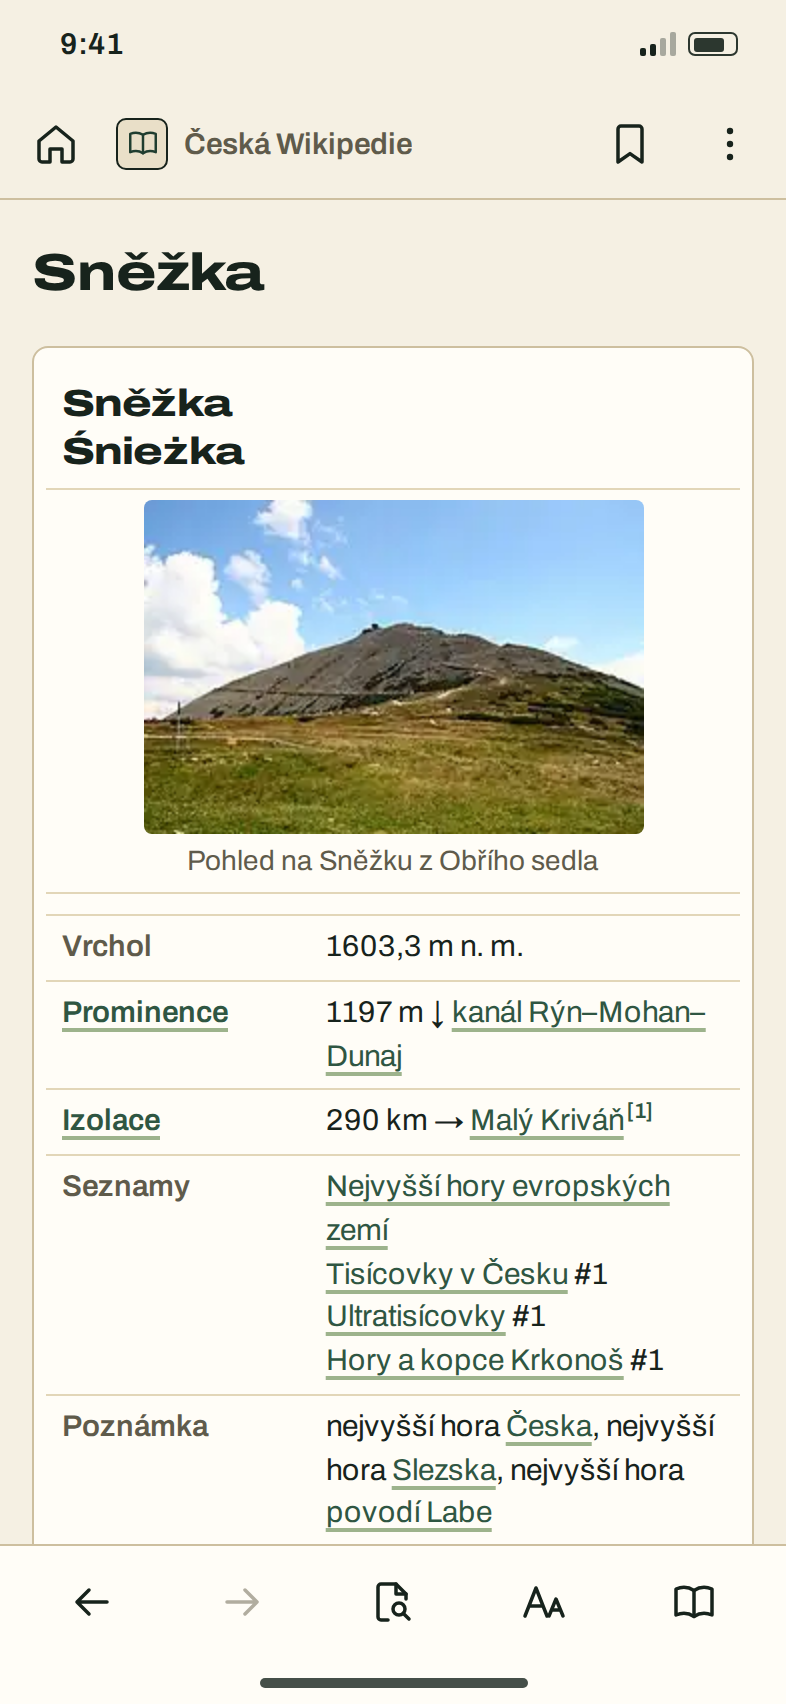 9:41
Česká Wikipedie
Sněžka
Sněžka
Śnieżka
Pohled na Sněžku z Obřího sedla
Vrchol 1603,3 m n. m.
Prominence 1197 m ↓ kanál Rýn–Mohan–
Dunaj
Izolace 290 km → Malý Kriváň[1]
Seznamy Nejvyšší hory evropských
zemí
Tisícovky v Česku #1
Ultratisícovky #1
Hory a kopce Krkonoš #1
Poznámka nejvyšší hora Česka, nejvyšší
hora Slezska, nejvyšší hora
povodí Labe